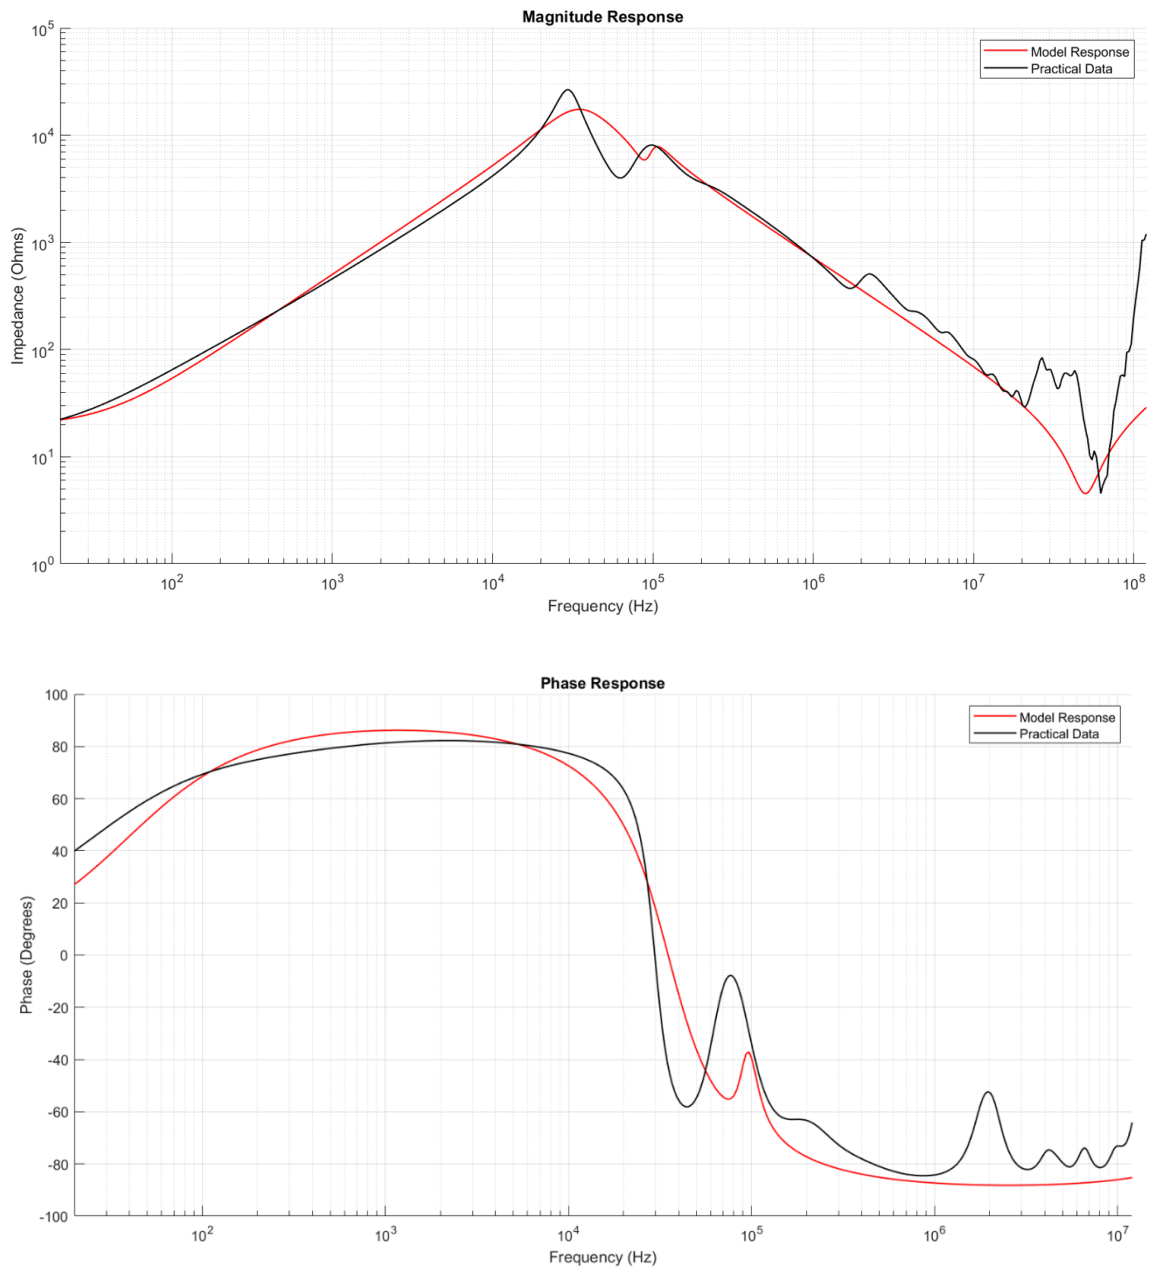 Magnitude Response
10^5
10^4
10^3
10^2
10^1
10^0
Impedance (Ohms)
Model Response
Practical Data
10^2 10^3 10^4 10^5 10^6 10^7 10^8
Frequency (Hz)
Phase Response
100
80
60
40
20
0
-20
-40
-60
-80
-100
Phase (Degrees)
Model Response
Practical Data
10^2 10^3 10^4 10^5 10^6 10^7
Frequency (Hz)